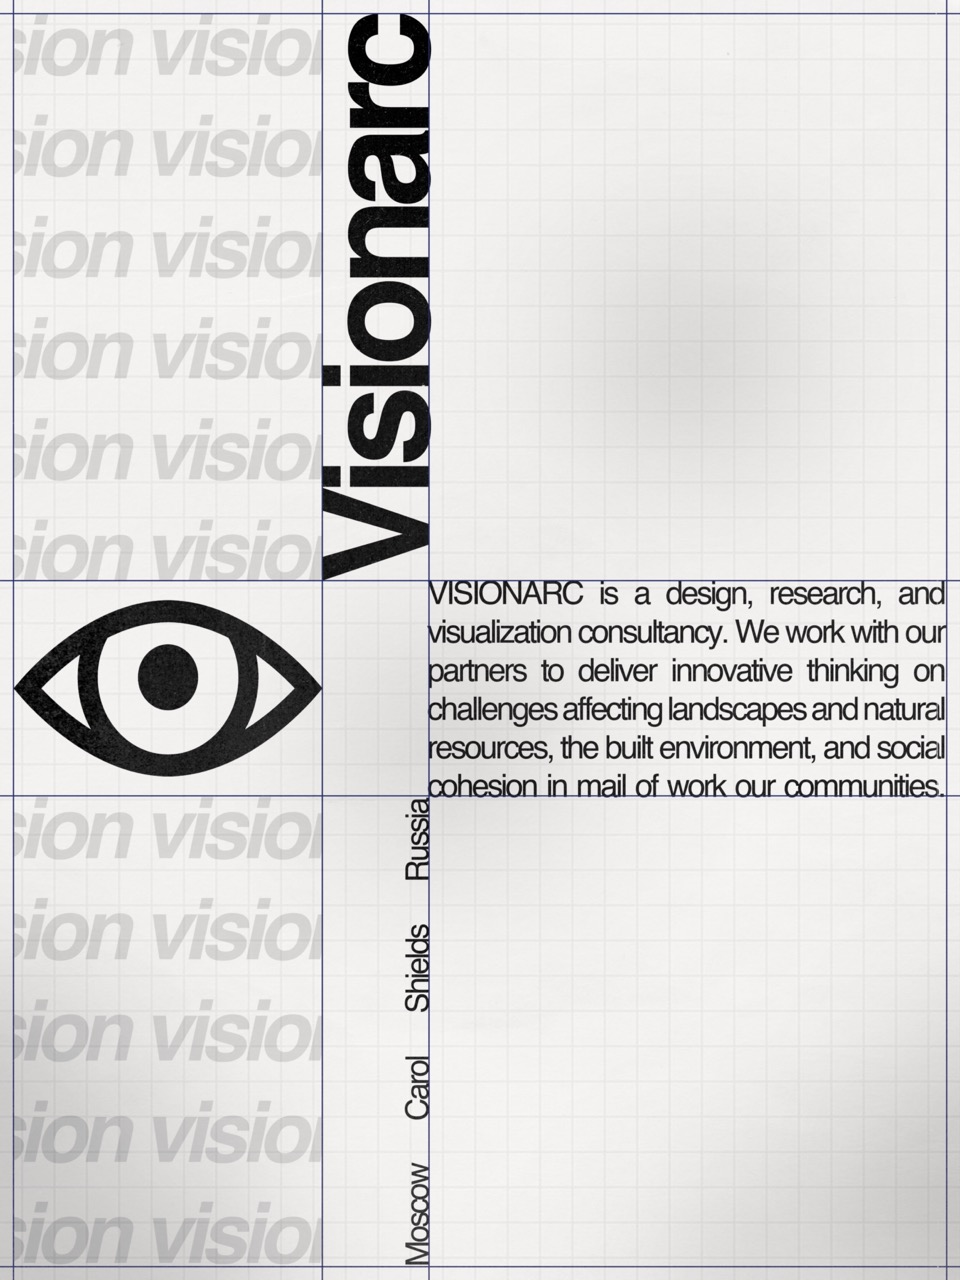 sion visio
sion visio
sion visio
sion visio
sion visio
sion visio
Visionarc
VISIONARC is a design, research, and
visualization consultancy. We work with our
partners to deliver innovative thinking on
challenges affecting landscapes and natural
resources, the built environment, and social
cohesion in mail of work our communities.
sion visio
sion visio
sion visio
sion visio
sion visio
Moscow Carol Shields Russia